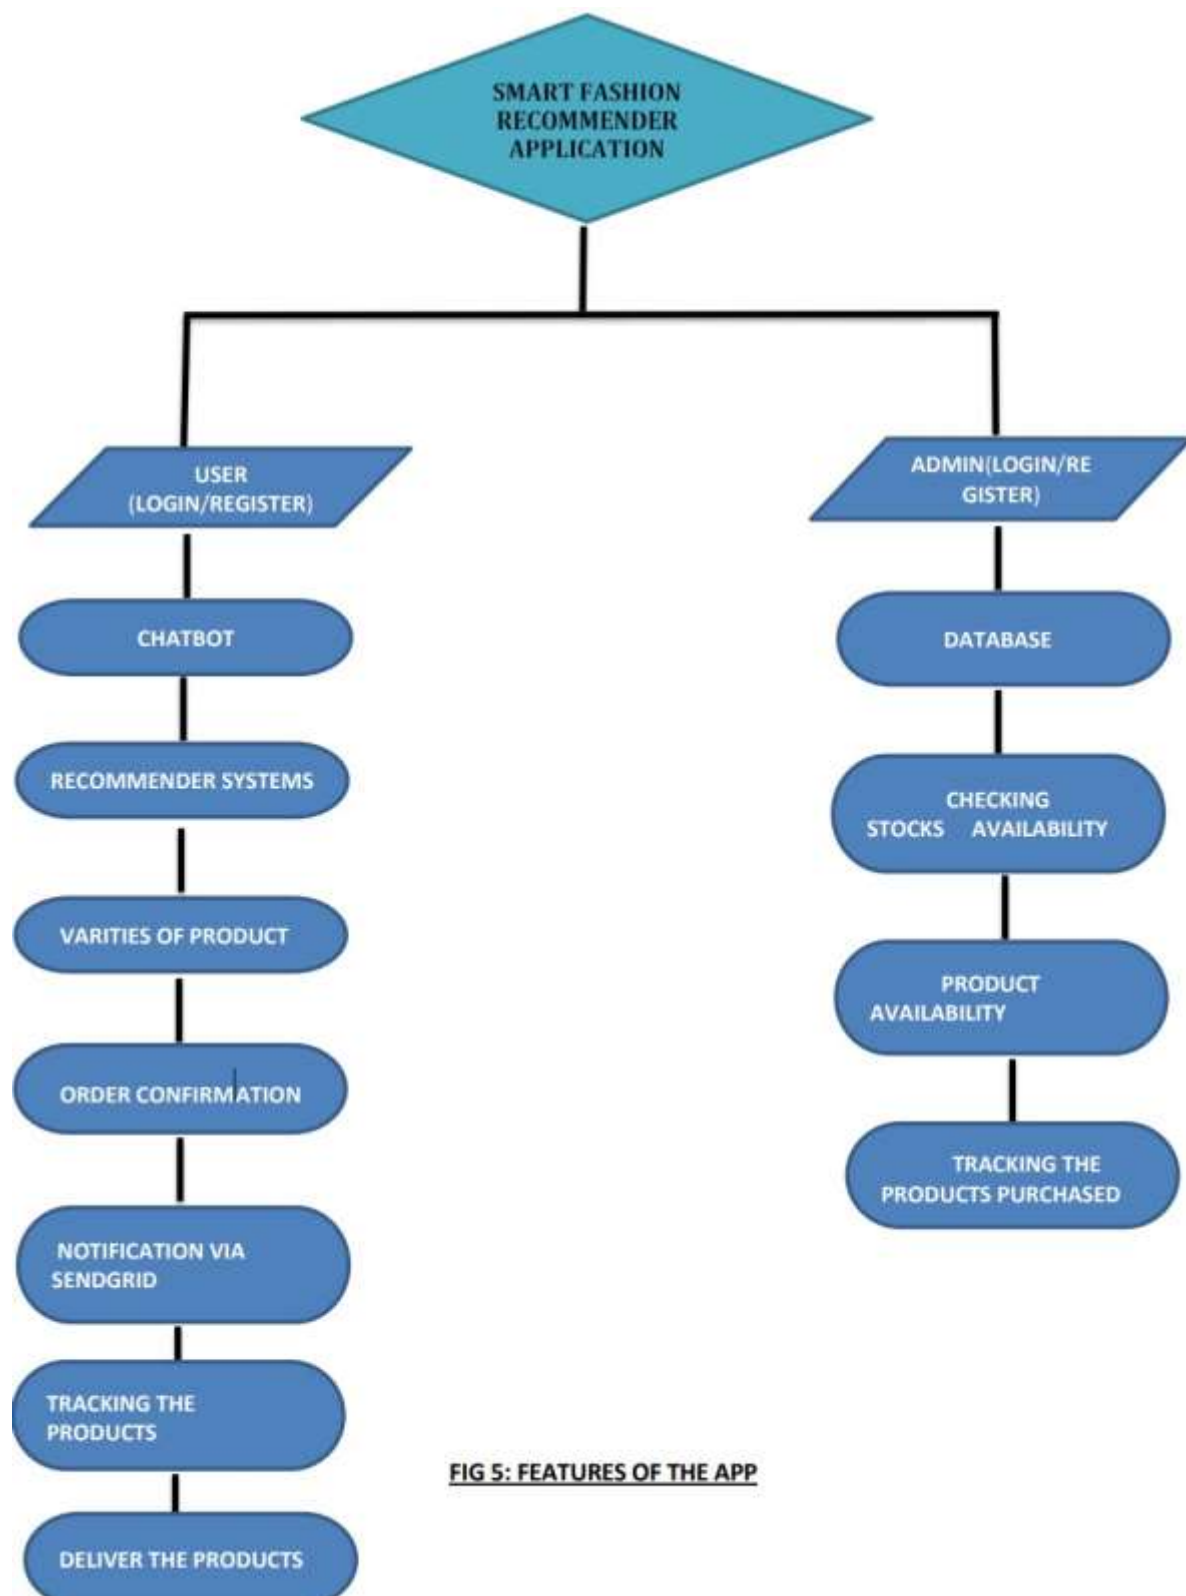 SMART FASHION
RECOMMENDER
APPLICATION
USER
(LOGIN/REGISTER)
CHATBOT
RECOMMENDER SYSTEMS
VARITIES OF PRODUCT
ORDER CONFIRMATION
NOTIFICATION VIA
SENDGRID
TRACKING THE
PRODUCTS
DELIVER THE PRODUCTS
ADMIN(LOGIN/RE
GISTER)
DATABASE
CHECKING
STOCKS AVAILABILITY
PRODUCT
AVAILABILITY
TRACKING THE
PRODUCTS PURCHASED
FIG 5: FEATURES OF THE APP